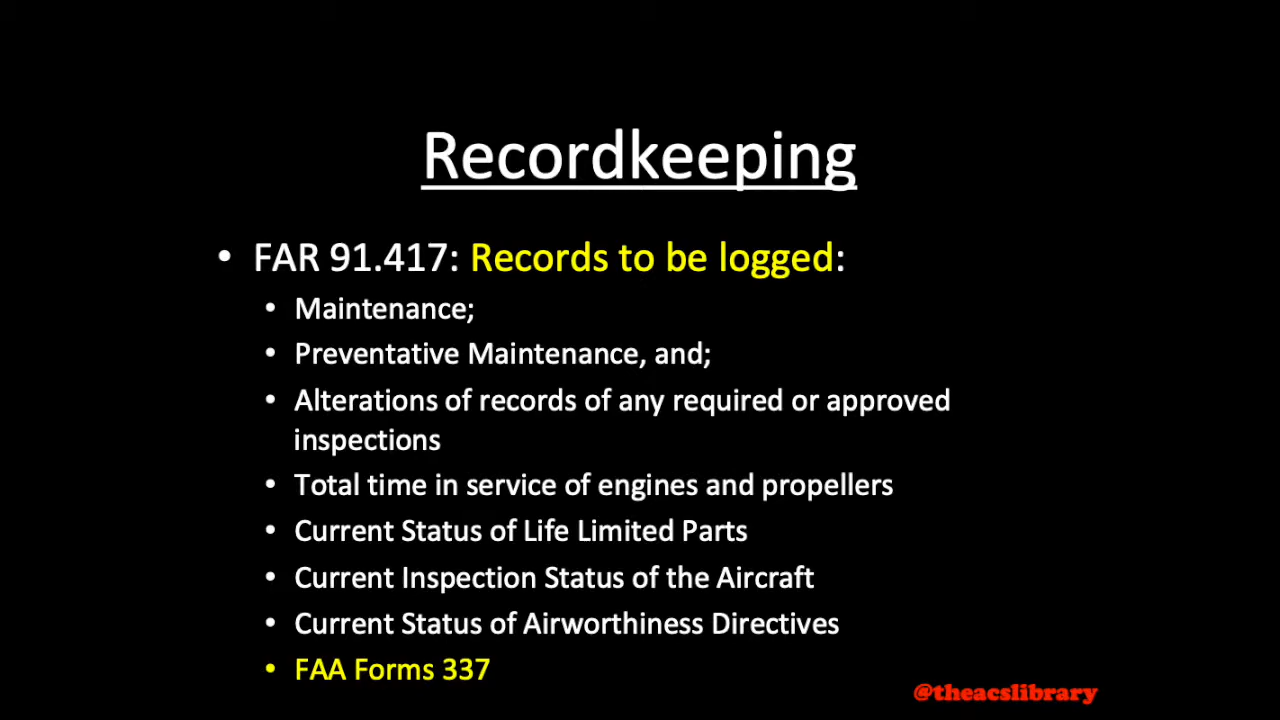 Recordkeeping
• FAR 91.417: Records to be logged:
• Maintenance;
• Preventative Maintenance, and;
• Alterations of records of any required or approved
inspections
• Total time in service of engines and propellers
• Current Status of Life Limited Parts
• Current Inspection Status of the Aircraft
• Current Status of Airworthiness Directives
• FAA Forms 337
@theacslibrary